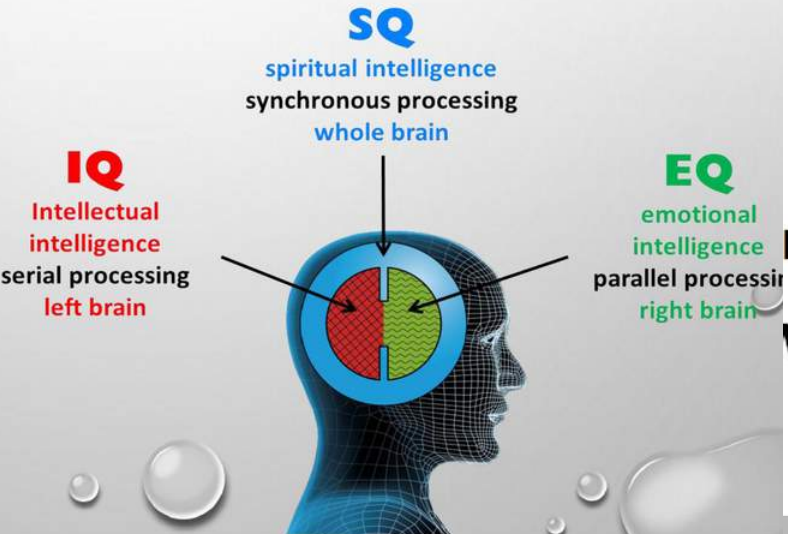 SQ
spiritual intelligence
synchronous processing
whole brain
IQ
Intellectual
intelligence
serial processing
left brain
EQ
emotional
intelligence
parallel processin
right brain